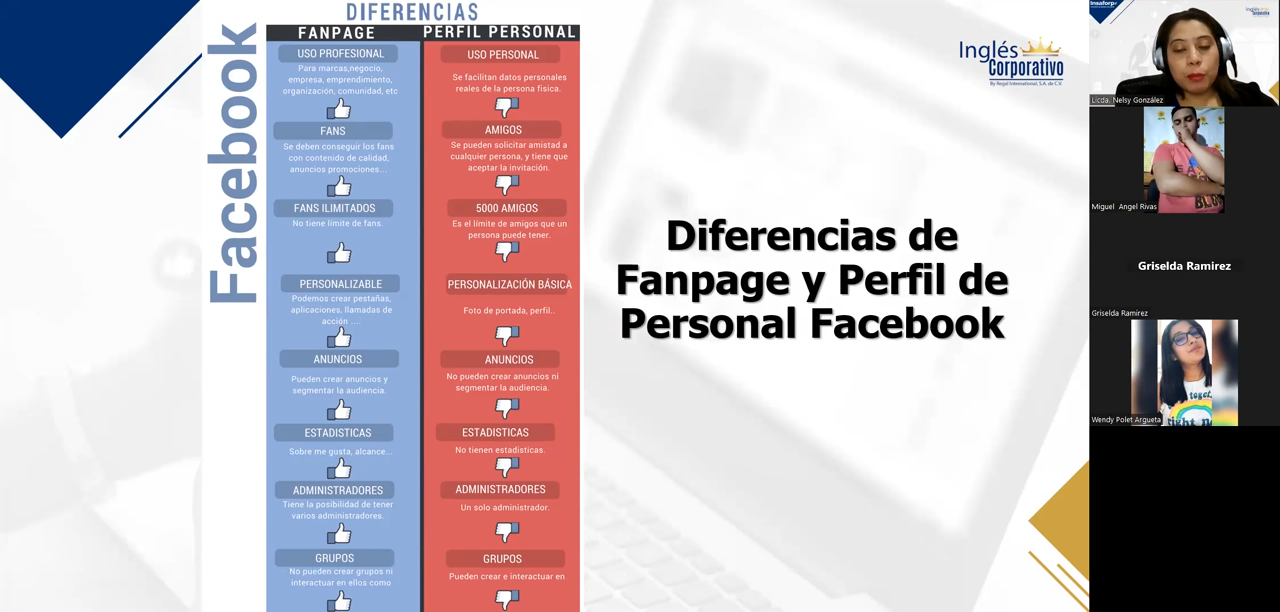 Facebook
DIFERENCIAS
FANPAGE
USO PROFESIONAL
Para marcas,negocio,
empresa, emprendimiento,
organización, comunidad, etc
FANS
Se deben conseguir los fans
con contenido de calidad,
anuncios promociones...
FANS ILIMITADOS
No tiene límite de fans.
PERSONALIZABLE
Podemos crear pestañas,
aplicaciones, llamadas de
acción ....
ANUNCIOS
Pueden crear anuncios y
segmentar la audiencia.
ESTADISTICAS
Sobre me gusta, alcance...
ADMINISTRADORES
Tiene la posibilidad de tener
varios administradores.
GRUPOS
No pueden crear grupos ni
interactuar en ellos como
PERFIL PERSONAL
USO PERSONAL
Se facilitan datos personales
reales de la persona física.
AMIGOS
Se pueden solicitar amistad a
cualquier persona, y tiene que
aceptar la invitación.
5000 AMIGOS
Es el límite de amigos que un
persona puede tener.
PERSONALIZACIÓN BÁSICA
Foto de portada, perfil..
ANUNCIOS
No pueden crear anuncios ni
segmentar la audiencia.
ESTADISTICAS
No tienen estadisticas.
ADMINISTRADORES
Un solo administrador.
GRUPOS
Pueden crear e interactuar en
Inglés
Corporativo
By Regal International, S.A. de C.V.
Diferencias de
Fanpage y Perfil de
Personal Facebook
Insaforp
Licda. Nelsy González
Miguel Angel Rivas
Griselda Ramirez
Griselda Ramirez
Wendy Polet Argueta